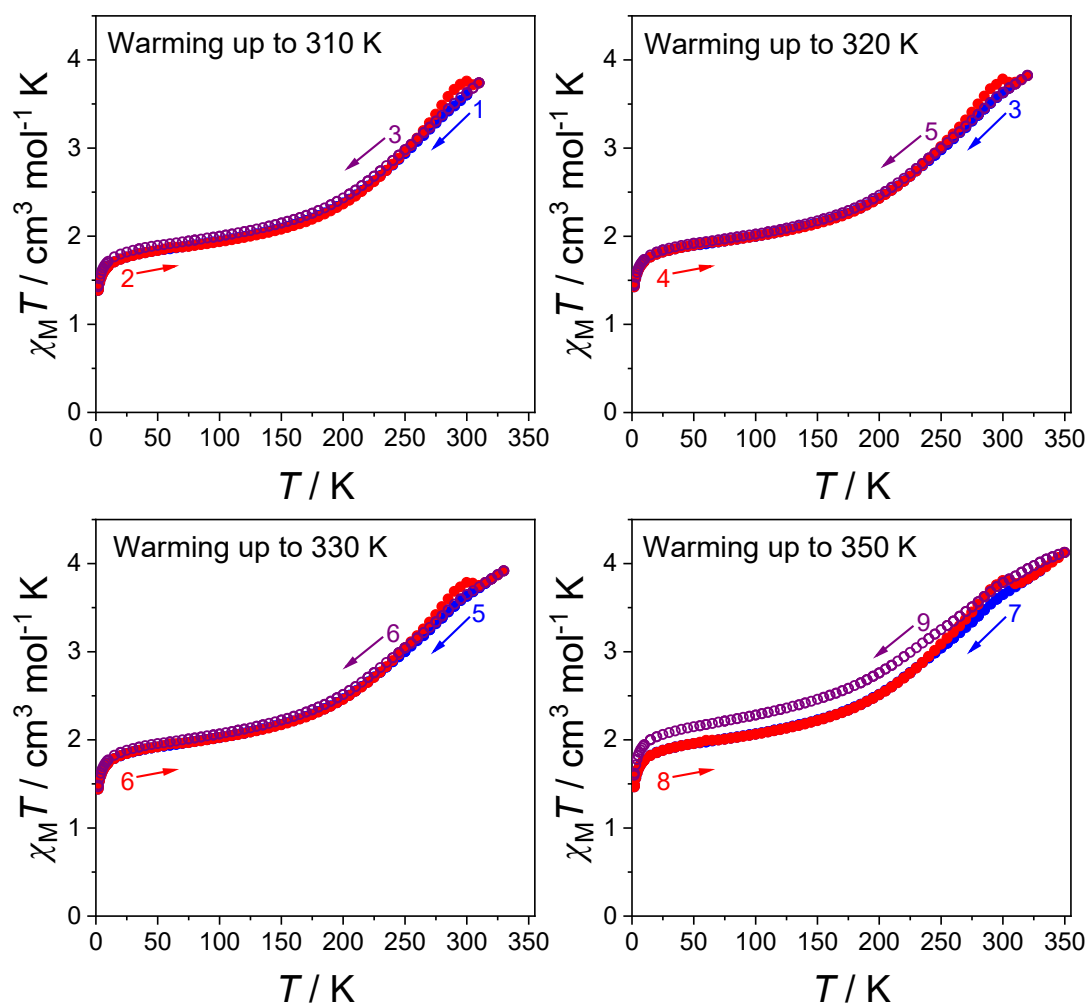 Warming up to 310 K
4
3
2
1
0
χMT / cm³ mol⁻¹ K
3
1
2
0 50 100 150 200 250 300 350
T / K
Warming up to 320 K
4
3
2
1
0
χMT / cm³ mol⁻¹ K
5
3
4
0 50 100 150 200 250 300 350
T / K
Warming up to 330 K
4
3
2
1
0
χMT / cm³ mol⁻¹ K
6
5
6
0 50 100 150 200 250 300 350
T / K
Warming up to 350 K
4
3
2
1
0
χMT / cm³ mol⁻¹ K
9
7
8
0 50 100 150 200 250 300 350
T / K